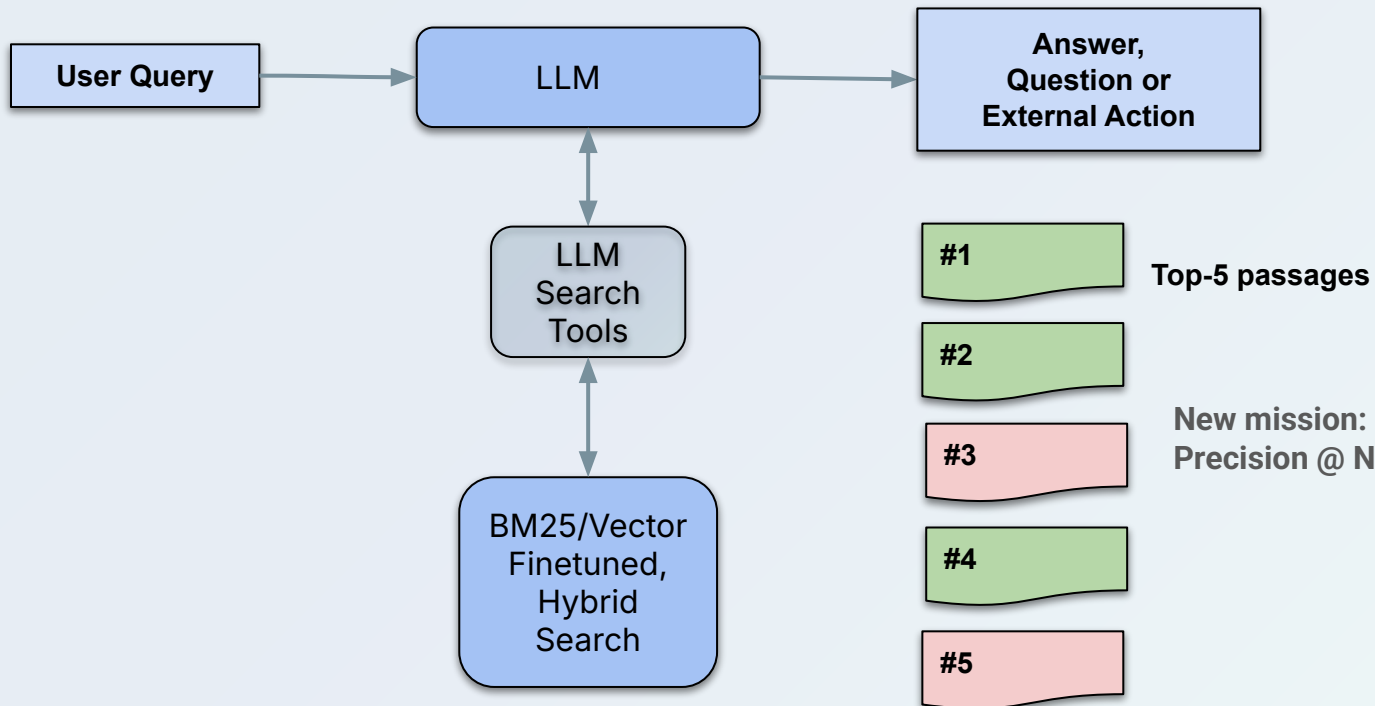 User Query
LLM
Answer,
Question or
External Action
LLM
Search
Tools
BM25/Vector
Finetuned,
Hybrid
Search
#1
Top-5 passages
#2
New mission:
Precision @ N
#3
#4
#5